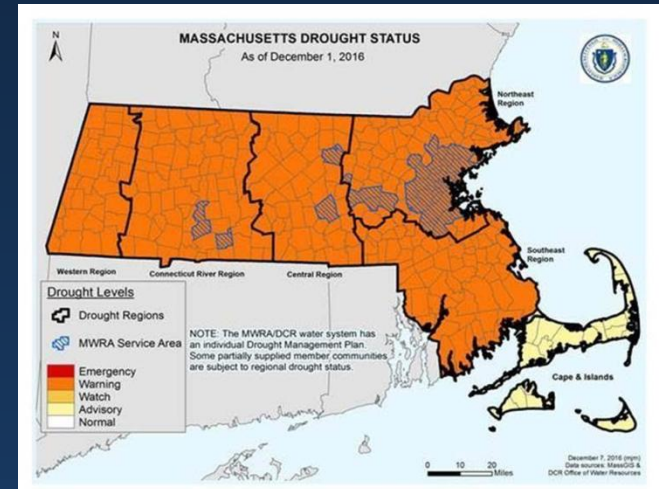 MASSACHUSETTS DROUGHT STATUS
As of December 1, 2016
N
Northeast
Region
Southeast
Region
Western Region
Connecticut River Region
Central Region
Cape & Islands
Drought Levels
Drought Regions
MWRA Service Area
Emergency
Warning
Watch
Advisory
Normal
NOTE: The MWRA/DCR water system has
an individual Drought Management Plan.
Some partially supplied member communities
are subject to regional drought status.
0 10 20
Miles
December 7, 2016 (mjm)
Data sources: MassGIS &
DCR Office of Water Resources